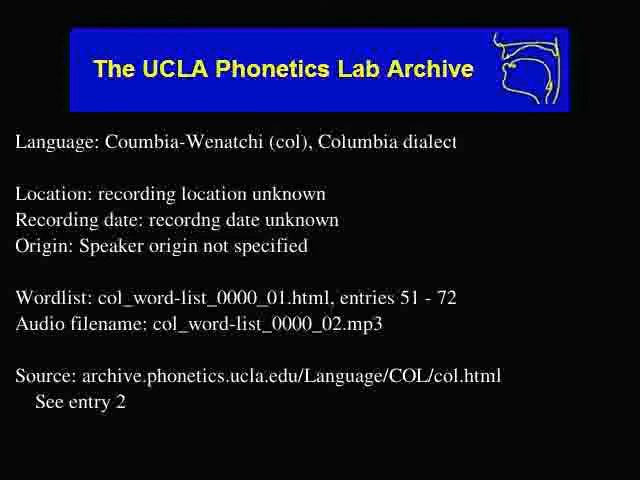 The UCLA Phonetics Lab Archive
Language: Coumbia-Wenatchi (col), Columbia dialect
Location: recording location unknown
Recording date: recordng date unknown
Origin: Speaker origin not specified
Wordlist: col_word-list_0000_01.html, entries 51 - 72
Audio filename: col_word-list_0000_02.mp3
Source: archive.phonetics.ucla.edu/Language/COL/col.html
See entry 2